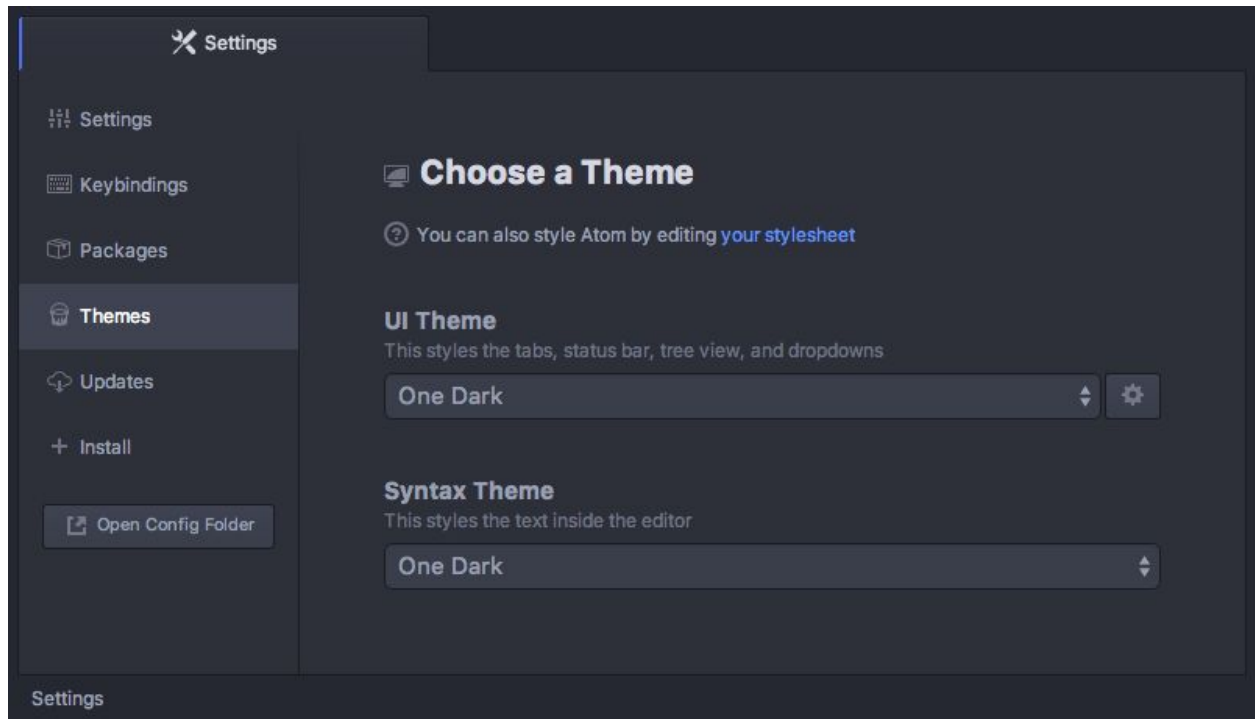 Settings
Settings
Keybindings
Packages
Themes
Updates
Install
Open Config Folder
Choose a Theme
You can also style Atom by editing your stylesheet
UI Theme
This styles the tabs, status bar, tree view, and dropdowns
One Dark
Syntax Theme
This styles the text inside the editor
One Dark
Settings